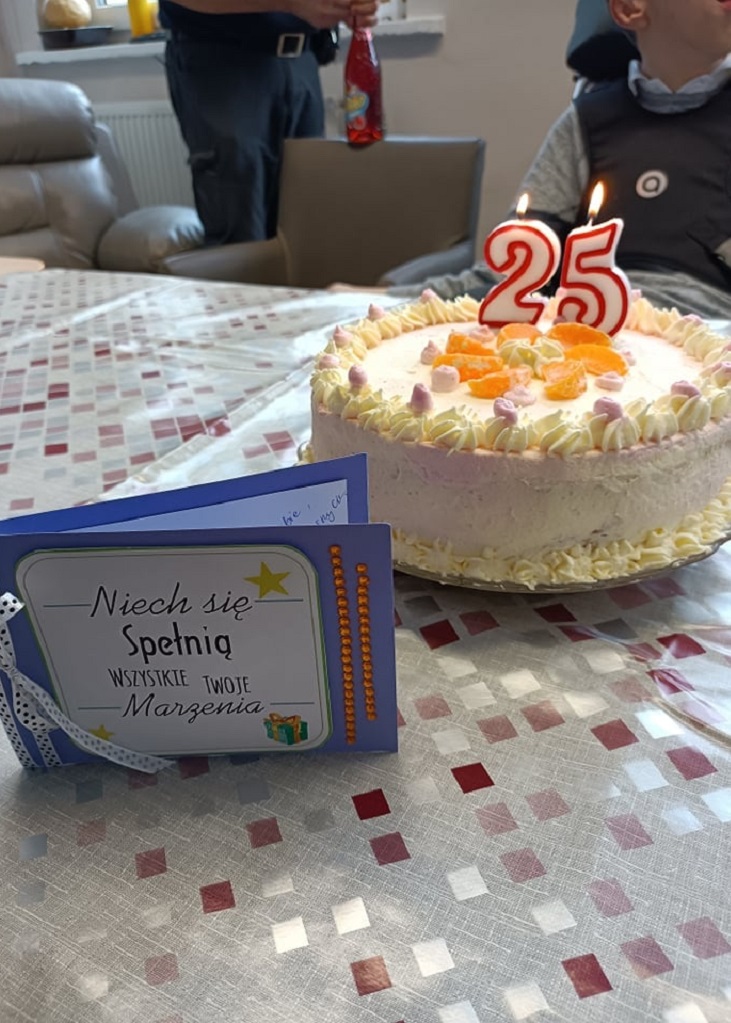 25
Niech się
Spełnią
WSZYSTKIE TWOJE
Marzenia